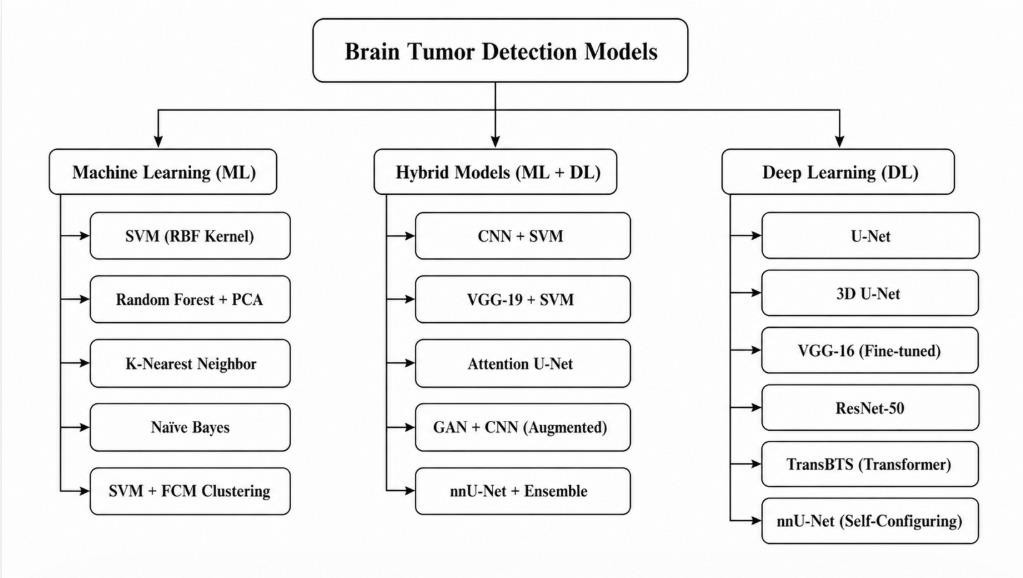 Brain Tumor Detection Models
Machine Learning (ML)
SVM (RBF Kernel)
Random Forest + PCA
K-Nearest Neighbor
Naïve Bayes
SVM + FCM Clustering
Hybrid Models (ML + DL)
CNN + SVM
VGG-19 + SVM
Attention U-Net
GAN + CNN (Augmented)
nnU-Net + Ensemble
Deep Learning (DL)
U-Net
3D U-Net
VGG-16 (Fine-tuned)
ResNet-50
TransBTS (Transformer)
nnU-Net (Self-Configuring)